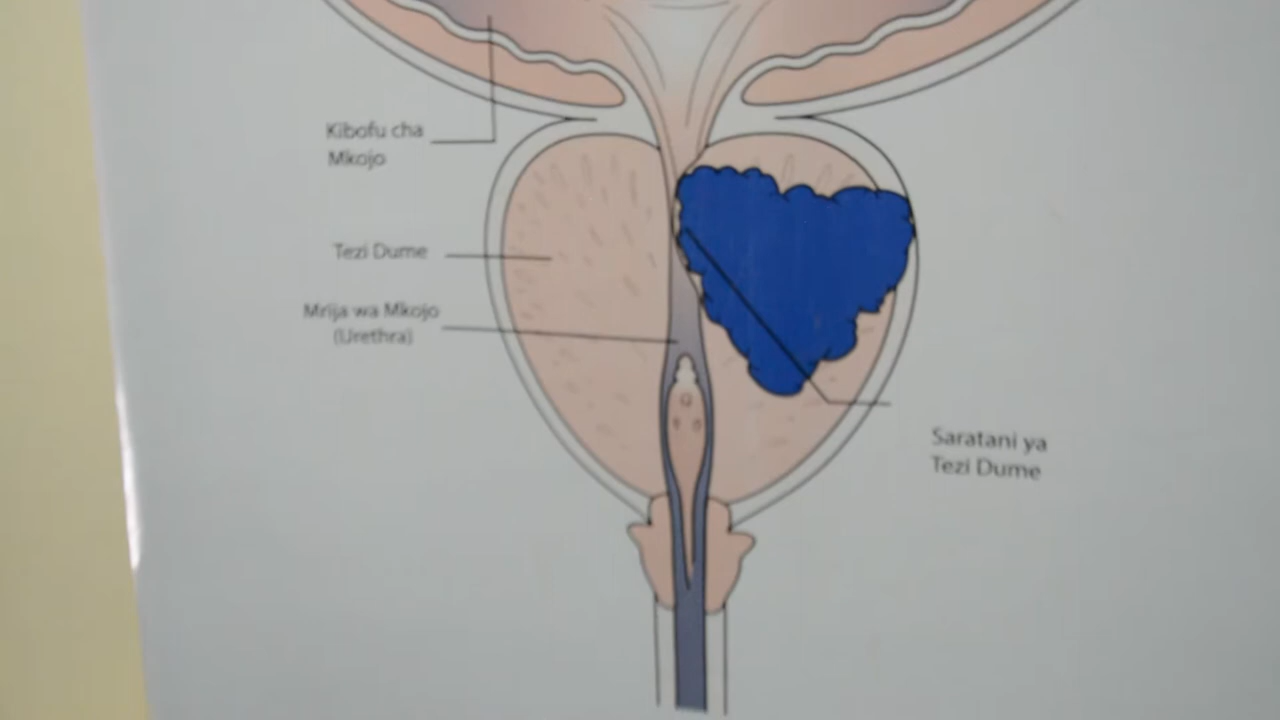 Kibofu cha
Mkojo
Tezi Dume
Mrija wa Mkojo
(Urethra)
Saratani ya
Tezi Dume